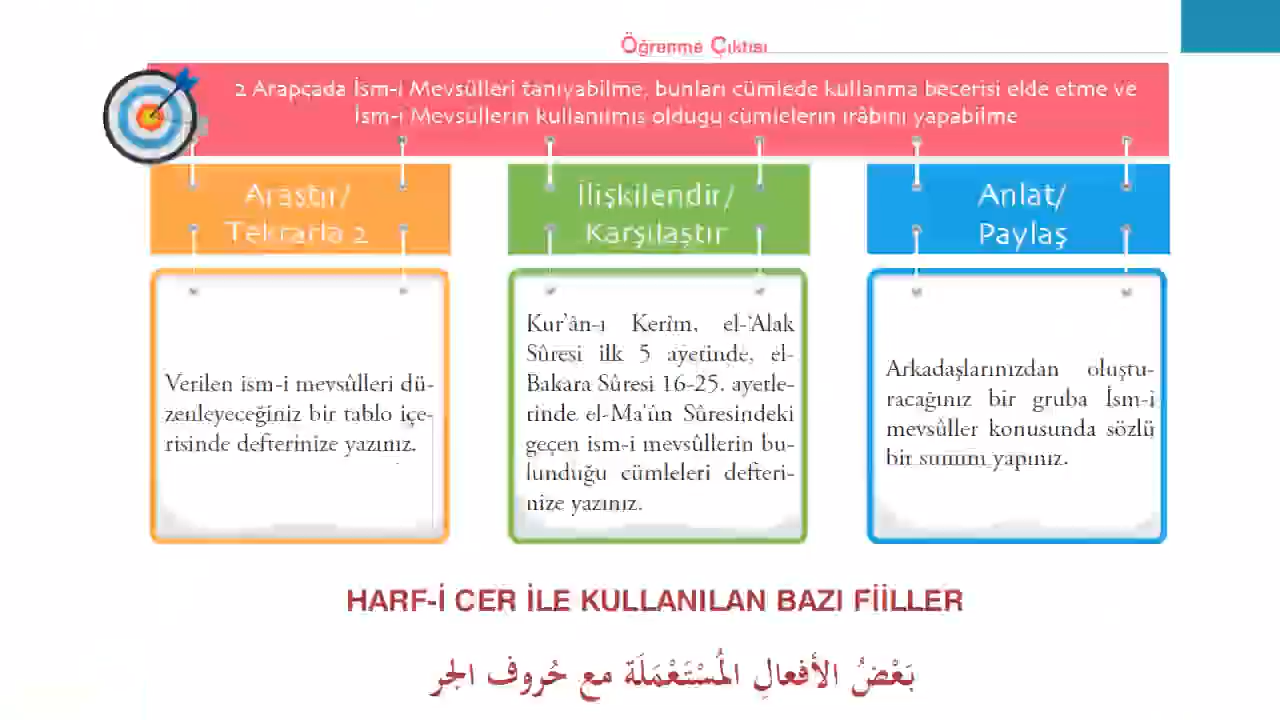 Öğrenme Çıktısı
2 Arapçada İsm-i Mevsûlleri tanıyabilme, bunları cümlede kullanma becerisi elde etme ve
İsm-i Mevsûllerin kullanılmış olduğu cümlelerin irâbını yapabilme
Araştır/
Tekrarla 2
Verilen ism-i mevsûlleri dü-
zenleyeceğiniz bir tablo içe-
risinde defterinize yazınız.
İlişkilendir/
Karşılaştır
Kur’ân-ı Kerîm, el-‘Alak
Sûresi ilk 5 ayetinde, el-
Bakara Sûresi 16-25. ayetle-
rinde el-Ma‘ûn Sûresindeki
geçen ism-i mevsûllerin bu-
lunduğu cümleleri defteri-
nize yazınız.
Anlat/
Paylaş
Arkadaşlarınızdan oluştu-
racağınız bir gruba İsm-i
mevsûller konusunda sözlü
bir sunum yapınız.
HARF-İ CER İLE KULLANILAN BAZI FİİLLER
بَعْضُ الأفعالِ المُسْتَعْمَلَة مع حُروف الجر